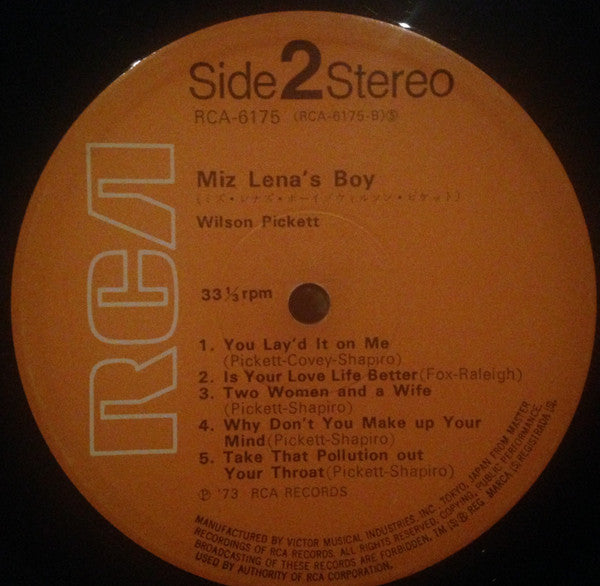 RCA
Side 2 Stereo
RCA-6175 (RCA-6175-B)Ⓢ
Miz Lena's Boy
(ミズ・レナズ・ボーイ/ウィルソン・ピケット)
Wilson Pickett
33⅓rpm
1. You Lay'd It on Me
(Pickett-Covey-Shapiro)
2. Is Your Love Life Better(Fox-Raleigh)
3. Two Women and a Wife
(Pickett-Shapiro)
4. Why Don't You Make up Your
Mind(Pickett-Shapiro)
5. Take That Pollution out
Your Throat(Pickett-Shapiro)
Ⓟ '73 RCA RECORDS
MANUFACTURED BY VICTOR MUSICAL INDUSTRIES, INC. TOKYO, JAPAN FROM MASTER
RECORDINGS OF RCA RECORDS. ALL RIGHTS RESERVED. COPYING, PUBLIC PERFORMANCE,
BROADCASTING OF THESE RECORDS ARE FORBIDDEN. TM ⓈⓇ REG. MARCA Ⓢ REGISTRADA Ⓢ,
USED BY AUTHORITY OF RCA CORPORATION.